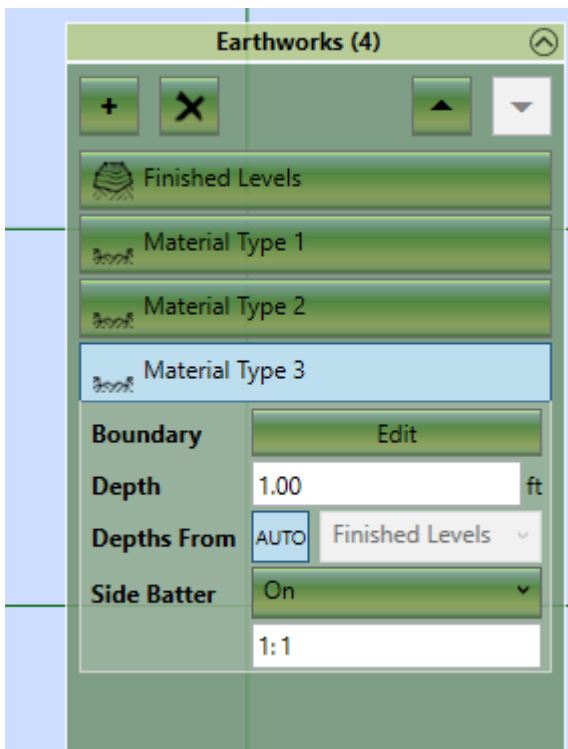 Earthworks (4)
+
Finished Levels
Material Type 1
Material Type 2
Material Type 3
Boundary Edit
Depth 1.00 ft
Depths From AUTO Finished Levels
Side Batter On
1:1